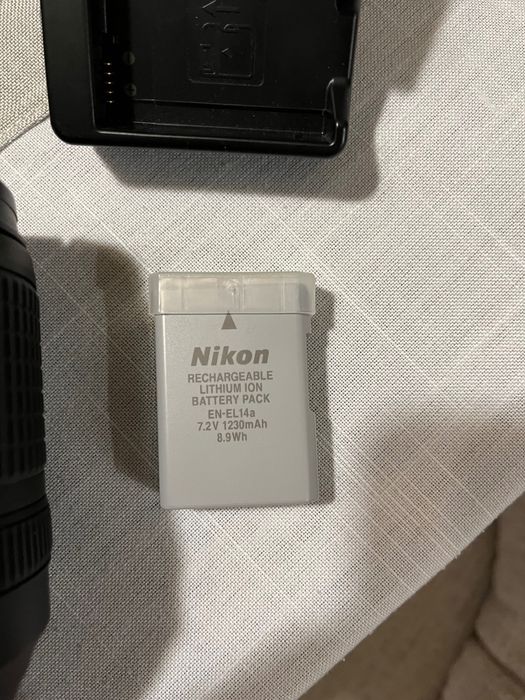 Nikon
RECHARGEABLE
LITHIUM ION
BATTERY PACK
EN-EL14a
7.2V 1230mAh
8.9Wh